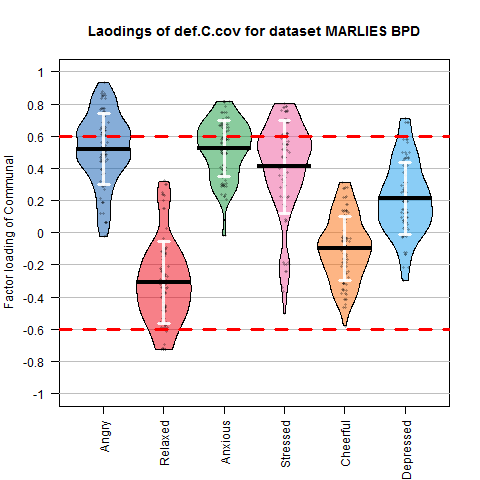 Laodings of def.C.cov for dataset MARLIES BPD
Factor loading of Communal
1
0.8
0.6
0.4
0.2
0
-0.2
-0.4
-0.6
-0.8
-1
Angry
Relaxed
Anxious
Stressed
Cheerful
Depressed